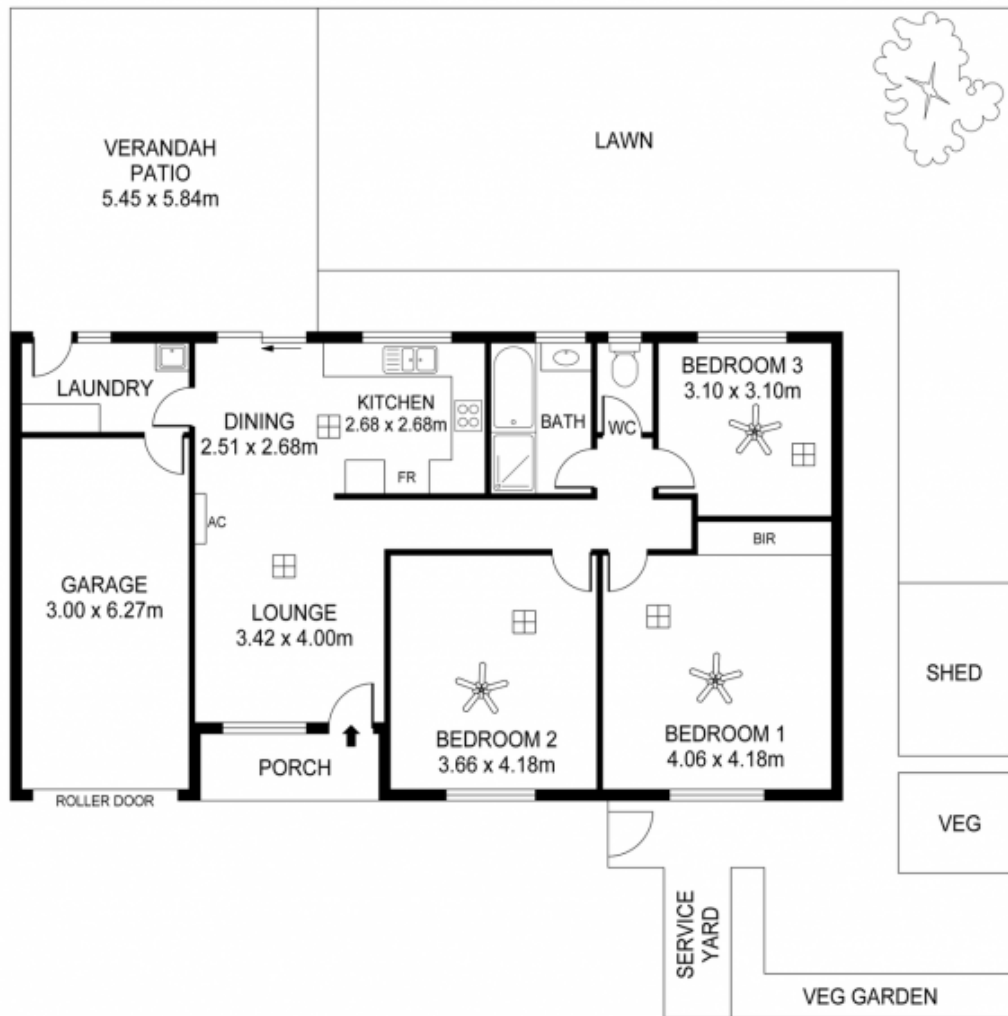 VERANDAH
PATIO
5.45 x 5.84m
LAWN
LAUNDRY
DINING
2.51 x 2.68m
KITCHEN
2.68 x 2.68m
FR
BATH
WC
BEDROOM 3
3.10 x 3.10m
AC
BIR
GARAGE
3.00 x 6.27m
LOUNGE
3.42 x 4.00m
BEDROOM 2
3.66 x 4.18m
BEDROOM 1
4.06 x 4.18m
SHED
PORCH
ROLLER DOOR
VEG
SERVICE
YARD
VEG GARDEN